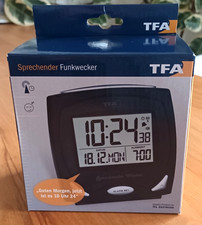 TFA
Sprechender Funkwecker
TFA
TFA
10:24 38
18.12. MON 7:00
„Guten Morgen, jetzt
ist es 10 Uhr 24“